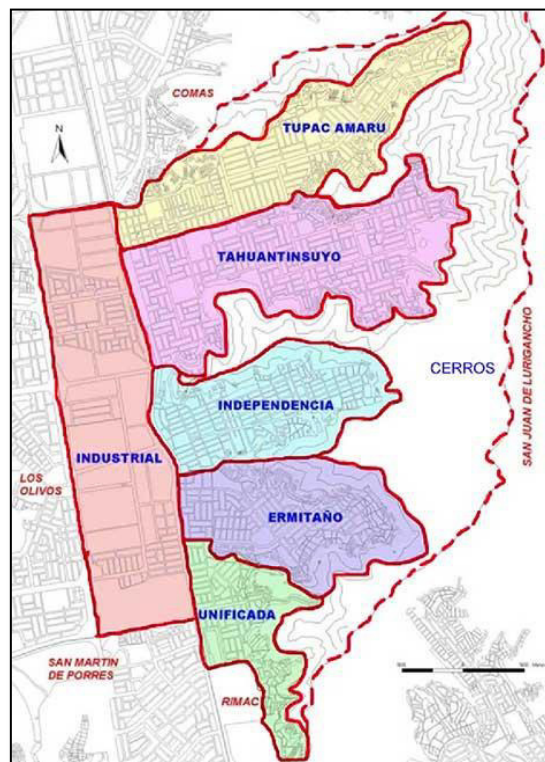 COMAS
N
TUPAC AMARU
TAHUANTINSUYO
CERROS
SAN JUAN DE LURIGANCHO
INDEPENDENCIA
INDUSTRIAL
LOS OLIVOS
ERMITAÑO
UNIFICADA
SAN MARTIN
DE PORRES
RIMAC